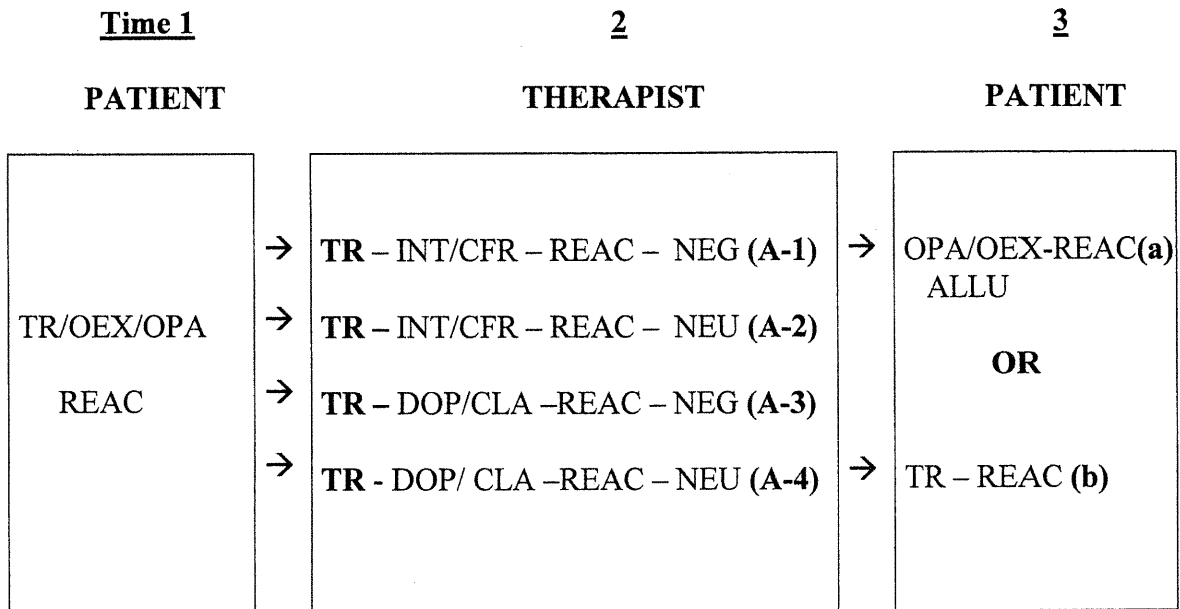 Time 1 2 3
PATIENT THERAPIST PATIENT
→ TR – INT/CFR – REAC – NEG (A-1) → OPA/OEX-REAC(a)
ALLU
TR/OEX/OPA → TR – INT/CFR – REAC – NEU (A-2)
OR
REAC → TR – DOP/CLA –REAC – NEG (A-3)
→ TR - DOP/ CLA –REAC – NEU (A-4) → TR – REAC (b)